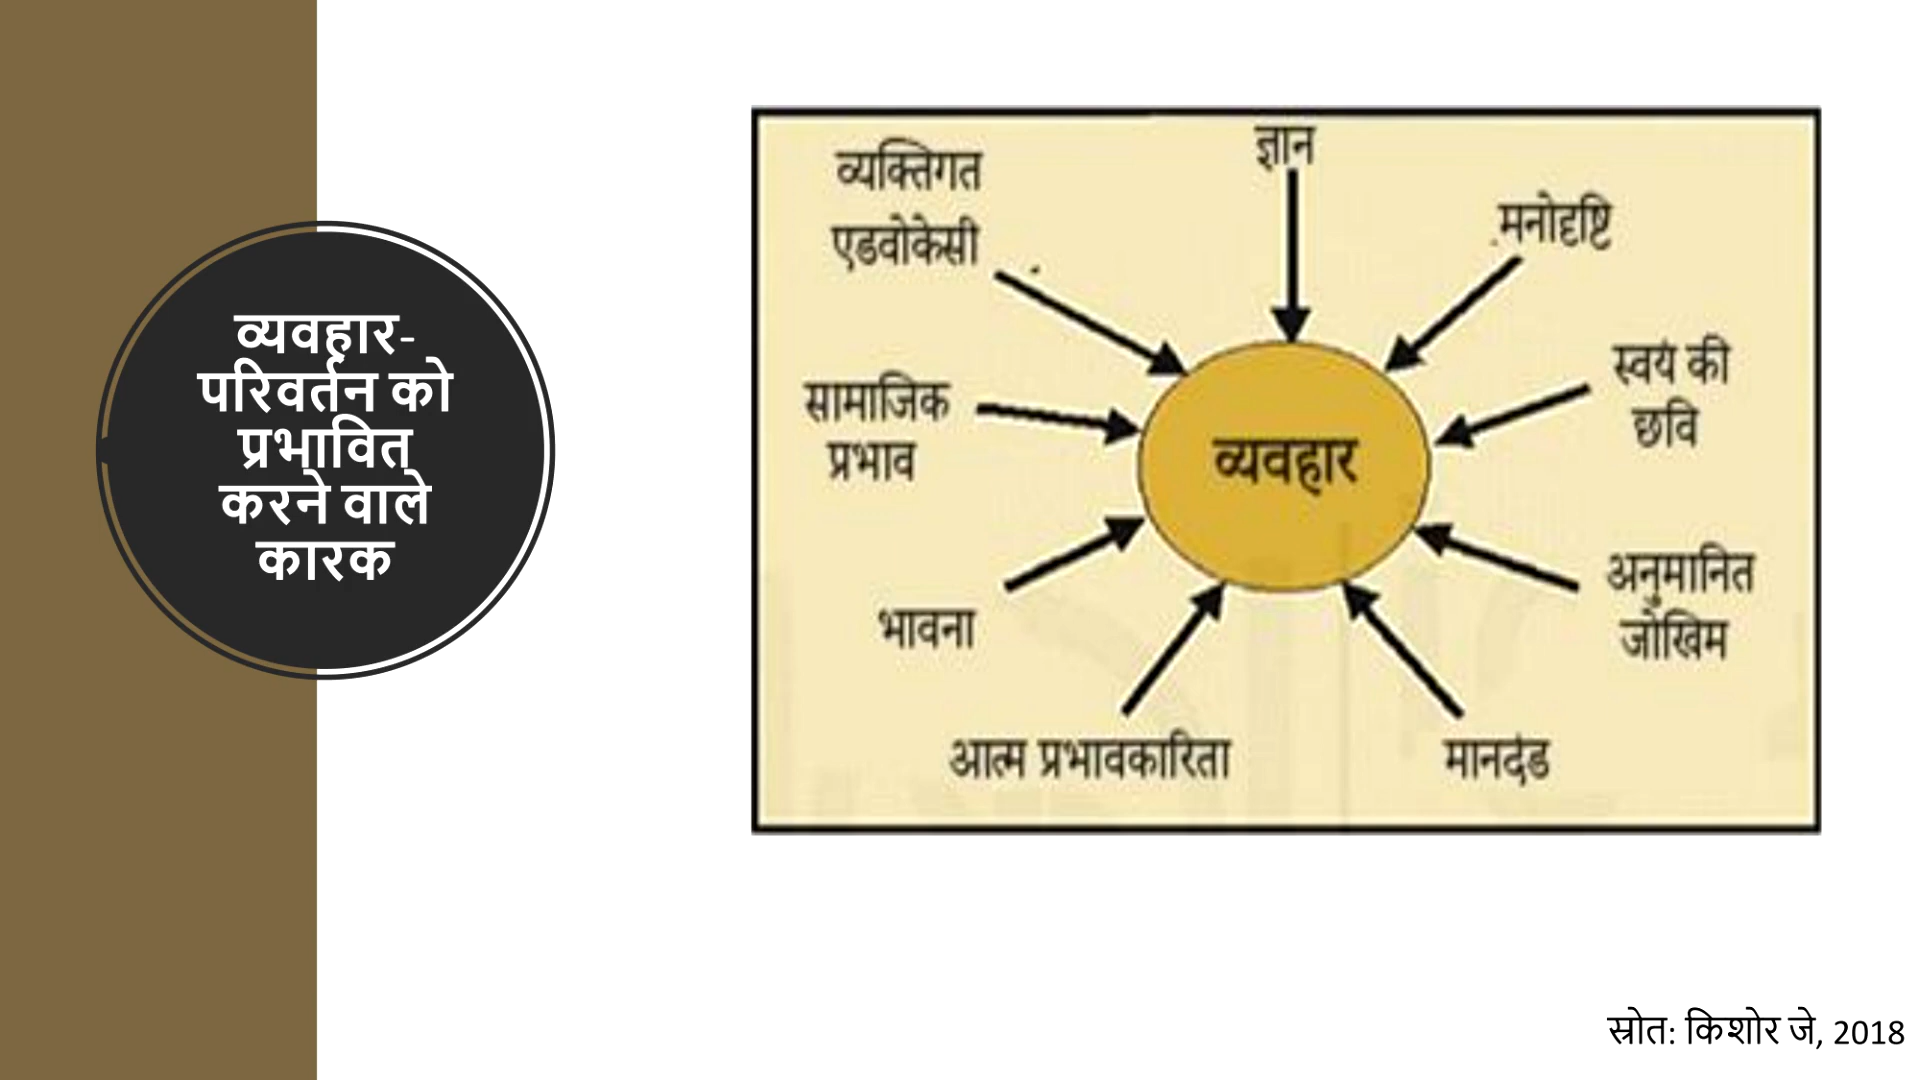 व्यवहार-
परिवर्तन को
प्रभावित
करने वाले
कारक
ज्ञान
मनोदृष्टि
स्वयं की
छवि
अनुमानित
जोखिम
मानदंड
आत्म प्रभावकारिता
भावना
सामाजिक
प्रभाव
व्यक्तिगत
एडवोकेसी
व्यवहार
स्रोत: किशोर जे, 2018